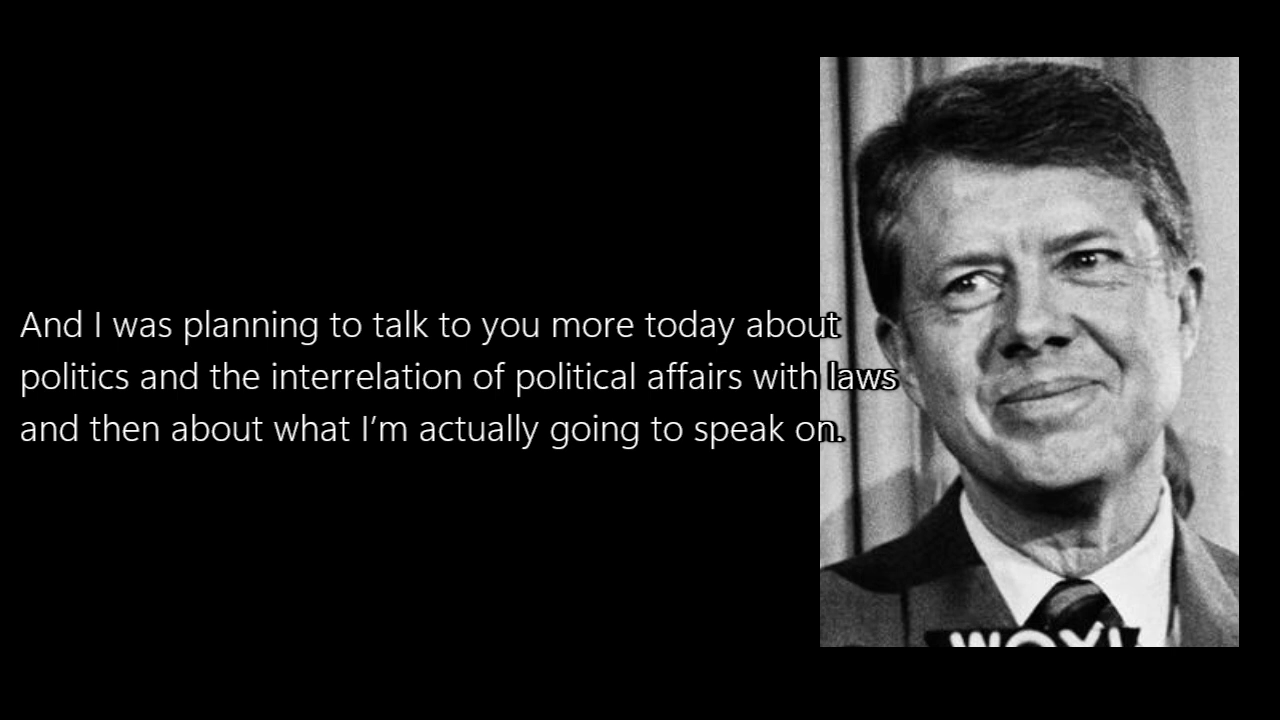 And I was planning to talk to you more today about
politics and the interrelation of political affairs with laws
and then about what I’m actually going to speak on.